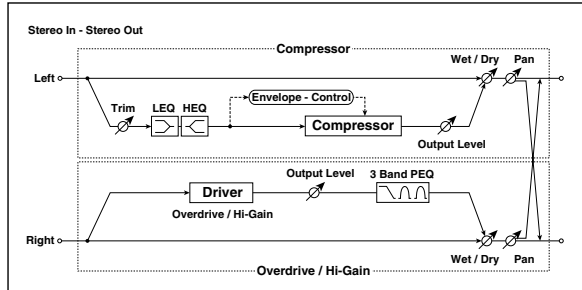 Stereo In - Stereo Out
Compressor
Wet / Dry
Pan
Left
Trim
LEQ
HEQ
Envelope - Control
Compressor
Output Level
Driver
Overdrive / Hi-Gain
Output Level
3 Band PEQ
Right
Wet / Dry
Pan
Overdrive / Hi-Gain